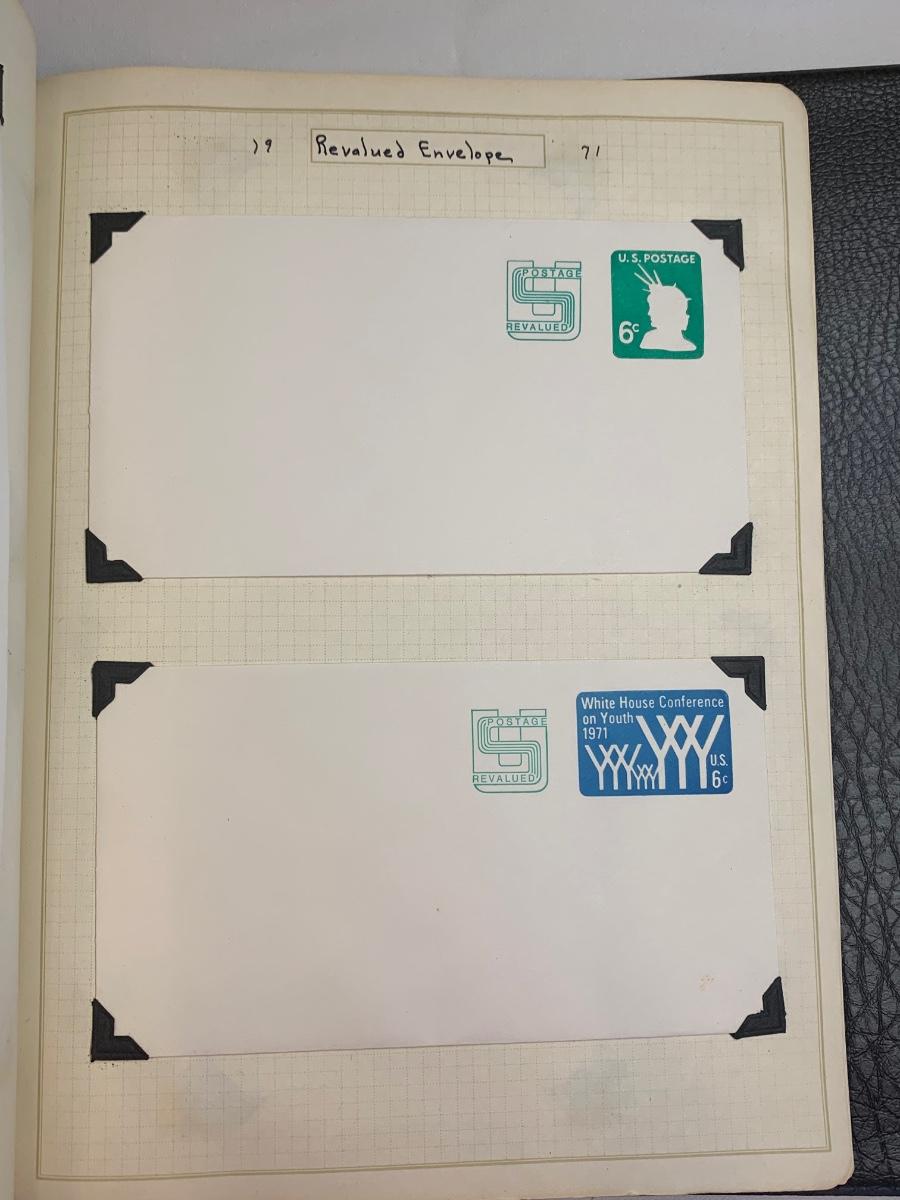 19 Revalued Envelope 71
POSTAGE
REVALUED
U.S. POSTAGE
6c
POSTAGE
REVALUED
White House Conference
on Youth
1971
U.S.
6c